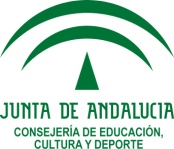 JUNTA DE ANDALUCIA
CONSEJERÍA DE EDUCACIÓN,
CULTURA Y DEPORTE